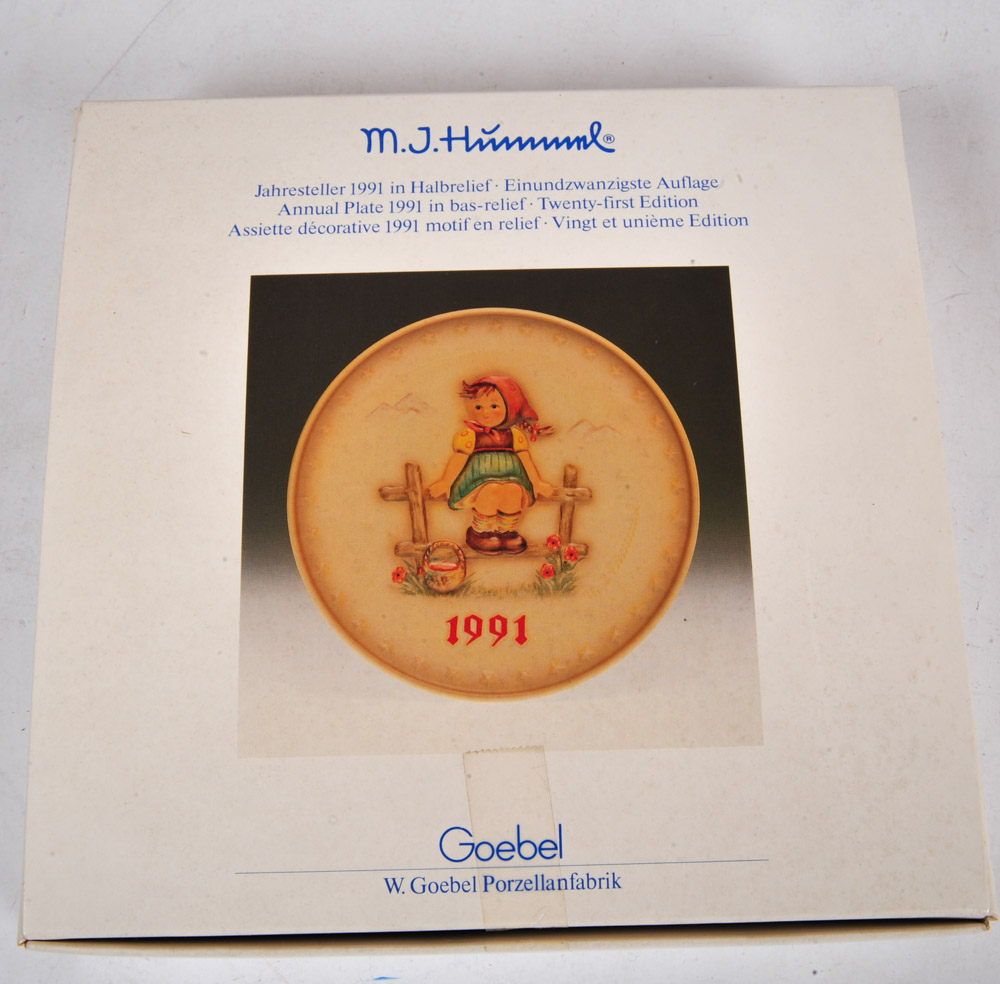 M.J.Hummel®
Jahresteller 1991 in Halbrelief · Einundzwanzigste Auflage
Annual Plate 1991 in bas-relief · Twenty-first Edition
Assiette décorative 1991 motif en relief · Vingt et unième Edition
1991
Goebel
W. Goebel Porzellanfabrik